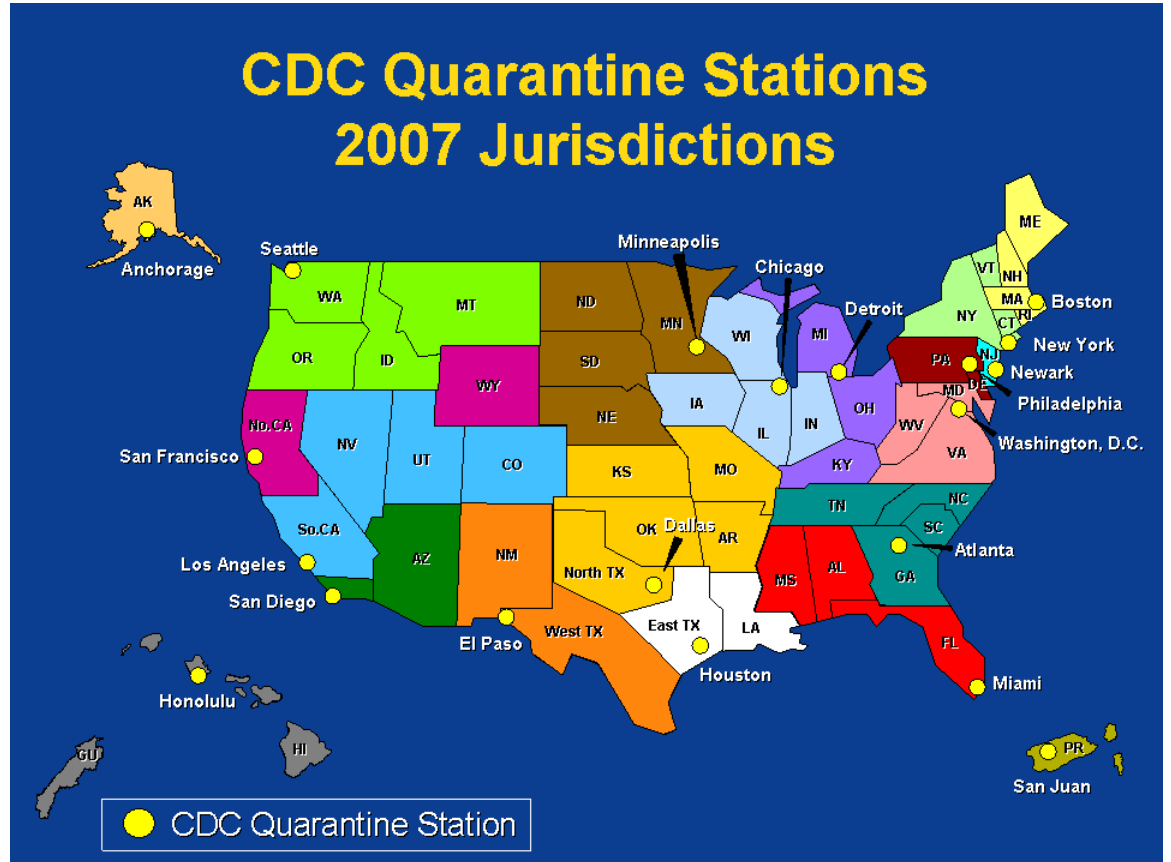 CDC Quarantine Stations
2007 Jurisdictions
AK
Anchorage
Seattle
Minneapolis
Chicago
Detroit
Boston
New York
Newark
Philadelphia
Washington, D.C.
WA
MT
ND
MN
WI
MI
NY
VT
NH
ME
MA
RI
CT
OR
ID
SD
WY
PA
NJ
DE
MD
No.CA
NV
UT
CO
NE
IA
IL
IN
OH
WV
VA
KY
San Francisco
KS
MO
TN
NC
SC
So.CA
AZ
NM
OK
Dallas
AR
North TX
MS
AL
GA
Atlanta
Los Angeles
San Diego
El Paso
West TX
East TX
LA
Houston
FL
Miami
Honolulu
GU
HI
PR
San Juan
CDC Quarantine Station